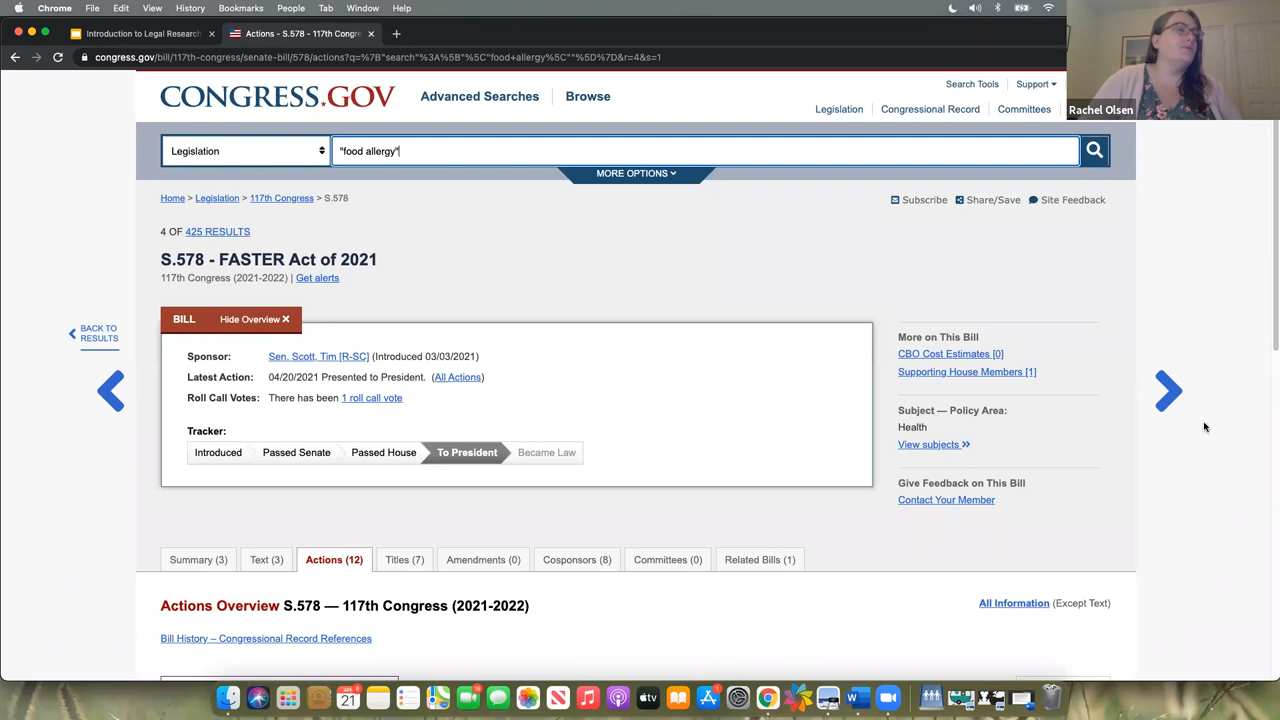 Chrome File Edit View History Bookmarks People Tab Window Help
Introduction to Legal Research
Actions - S.578 - 117th Congre
congress.gov/bill/117th-congress/senate-bill/578/actions?q=%7B"search"%3A%5B"%5C"food+allergy%5C""%5D%7D&r=4&s=1
Rachel Olsen
CONGRESS.GOV Advanced Searches Browse
Search Tools Support
Legislation Congressional Record Committees
Legislation "food allergy"
MORE OPTIONS
Home > Legislation > 117th Congress > S.578
Subscribe Share/Save Site Feedback
4 OF 425 RESULTS
S.578 - FASTER Act of 2021
117th Congress (2021-2022) | Get alerts
BACK TO RESULTS
BILL Hide Overview ×
Sponsor: Sen. Scott, Tim [R-SC] (Introduced 03/03/2021)
Latest Action: 04/20/2021 Presented to President. (All Actions)
Roll Call Votes: There has been 1 roll call vote
Tracker:
Introduced Passed Senate Passed House To President Became Law
More on This Bill
CBO Cost Estimates [0]
Supporting House Members [1]
Subject — Policy Area:
Health
View subjects »
Give Feedback on This Bill
Contact Your Member
Summary (3) Text (3) Actions (12) Titles (7) Amendments (0) Cosponsors (8) Committees (0) Related Bills (1)
Actions Overview S.578 — 117th Congress (2021-2022)
All Information (Except Text)
Bill History – Congressional Record References
21
tv